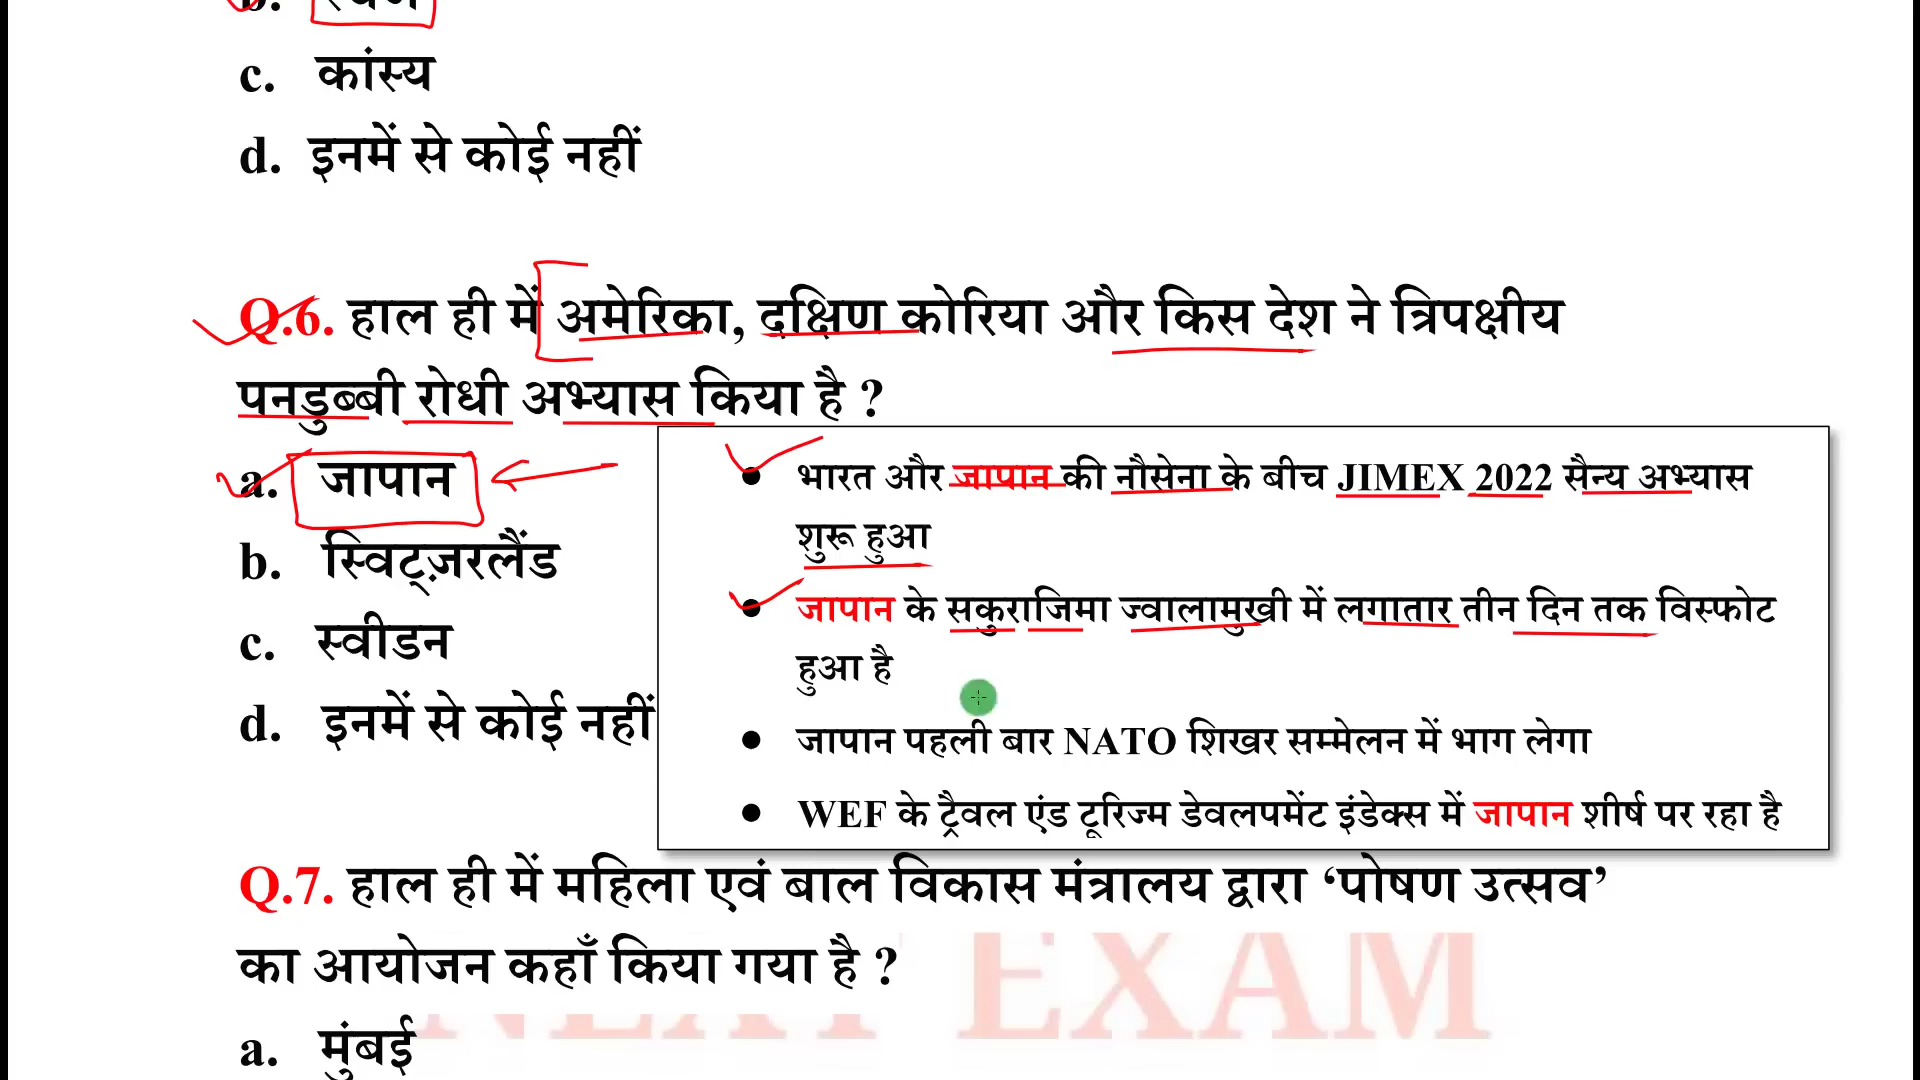 b. स्वर्ण
c. कांस्य
d. इनमें से कोई नहीं
Q.6. हाल ही में अमेरिका, दक्षिण कोरिया और किस देश ने त्रिपक्षीय
पनडुब्बी रोधी अभ्यास किया है ?
a. जापान
b. स्विट्ज़रलैंड
c. स्वीडन
d. इनमें से कोई नहीं
● भारत और जापान की नौसेना के बीच JIMEX 2022 सैन्य अभ्यास
शुरू हुआ
● जापान के सकुराजिमा ज्वालामुखी में लगातार तीन दिन तक विस्फोट
हुआ है
● जापान पहली बार NATO शिखर सम्मेलन में भाग लेगा
● WEF के ट्रैवल एंड टूरिज्म डेवलपमेंट इंडेक्स में जापान शीर्ष पर रहा है
Q.7. हाल ही में महिला एवं बाल विकास मंत्रालय द्वारा ‘पोषण उत्सव’
का आयोजन कहाँ किया गया है ?
NEXT EXAM
a. मुंबई